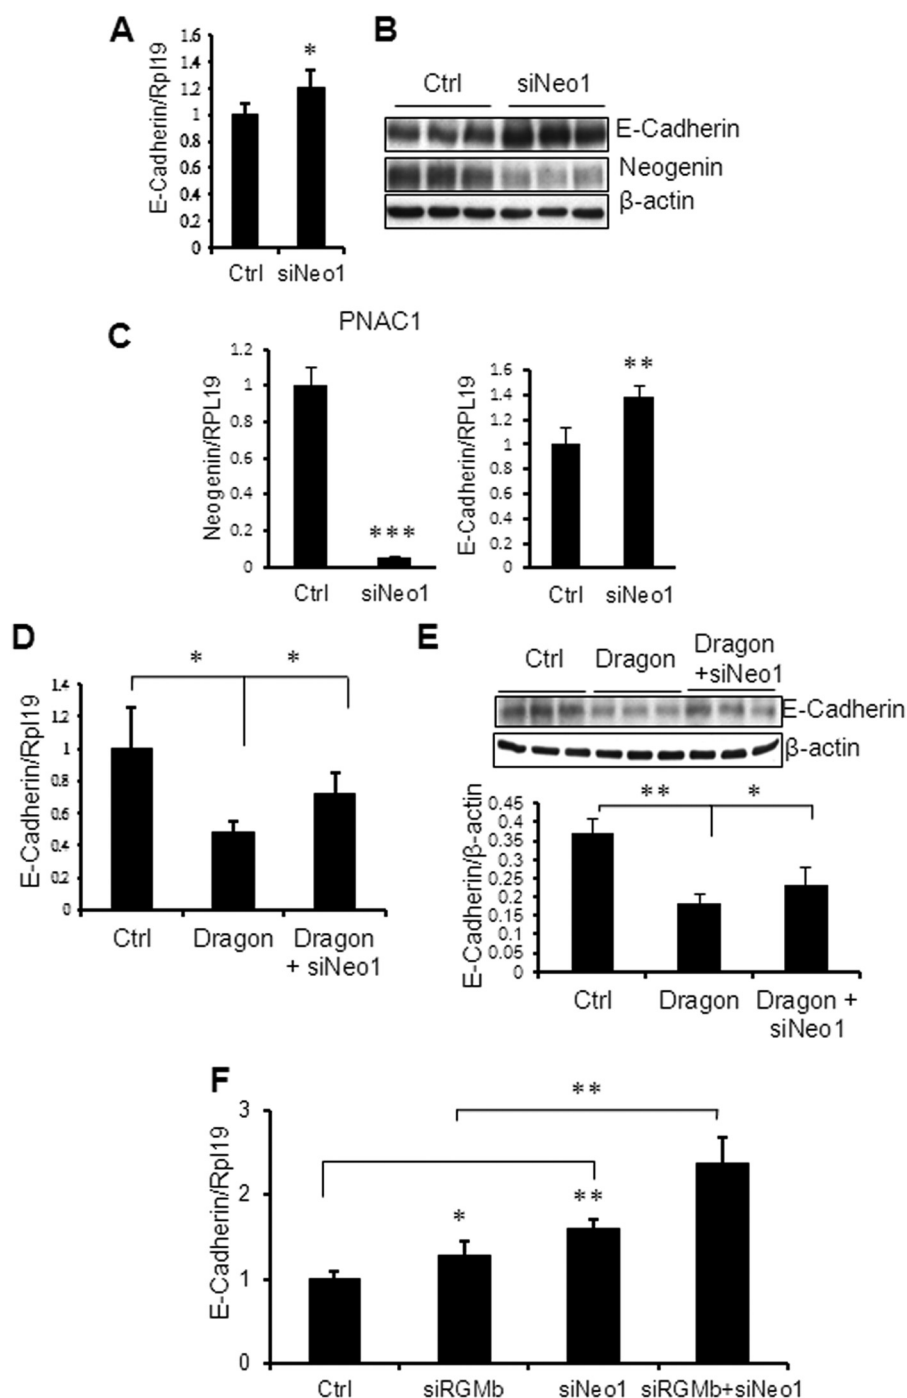 A
E-Cadherin/Rpl19
1.6
1.4
1.2
1
0.8
0.6
0.4
0.2
0
*
Ctrl siNeo1
B
Ctrl siNeo1
E-Cadherin
Neogenin
β-actin
C
PNAC1
Neogenin/RPL19
1.2
1
0.8
0.6
0.4
0.2
0
***
Ctrl siNeo1
E-Cadherin/RPL19
1.6
1.4
1.2
1
0.8
0.6
0.4
0.2
0
**
Ctrl siNeo1
D
E-Cadherin/Rpl19
1.4
1.2
1
0.8
0.6
0.4
0.2
0
* *
Ctrl Dragon Dragon
+ siNeo1
E
Ctrl Dragon Dragon
+siNeo1
E-Cadherin
β-actin
E-Cadherin/β-actin
0.45
0.4
0.35
0.3
0.25
0.2
0.15
0.1
0.05
0
** *
Ctrl Dragon Dragon +
siNeo1
F
E-Cadherin/Rpl19
3
2
1
0
**
*
**
Ctrl siRGMb siNeo1 siRGMb+siNeo1